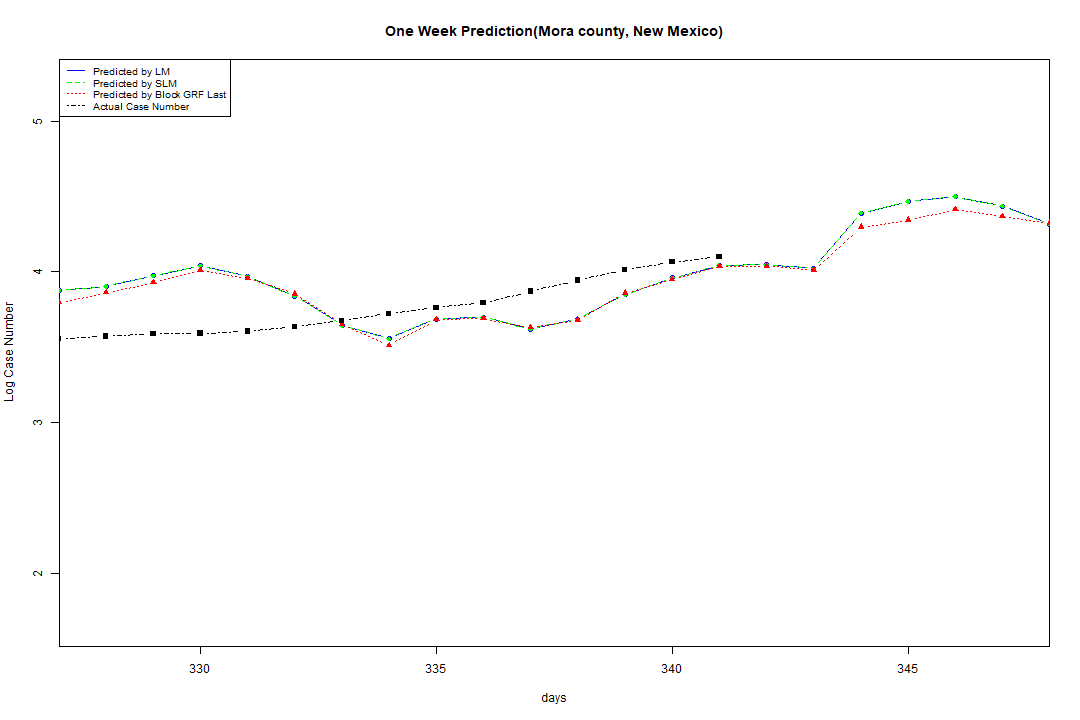 One Week Prediction(Mora county, New Mexico)
Predicted by LM
Predicted by SLM
Predicted by Block GRF Last
Actual Case Number
5
4
3
2
Log Case Number
330 335 340 345
days